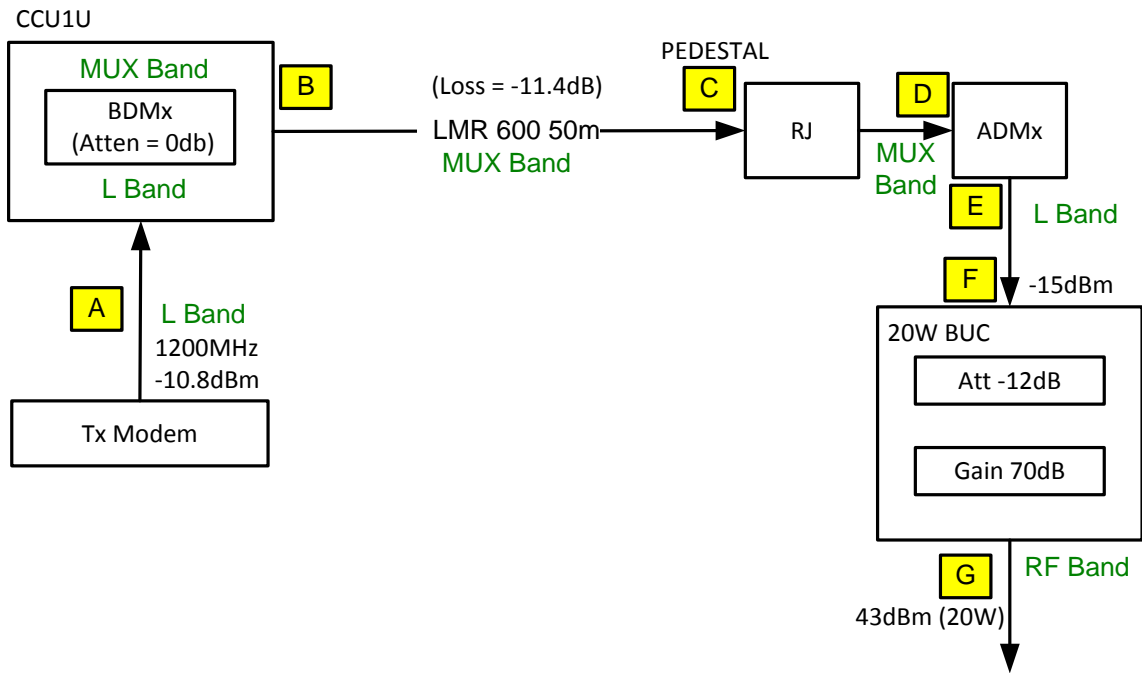 CCU1U
MUX Band
BDMx
(Atten = 0db)
L Band
B
(Loss = -11.4dB)
LMR 600 50m
MUX Band
PEDESTAL
C
RJ
D
MUX
Band
ADMx
E
L Band
A
L Band
1200MHz
-10.8dBm
Tx Modem
F
-15dBm
20W BUC
Att -12dB
Gain 70dB
G
RF Band
43dBm (20W)